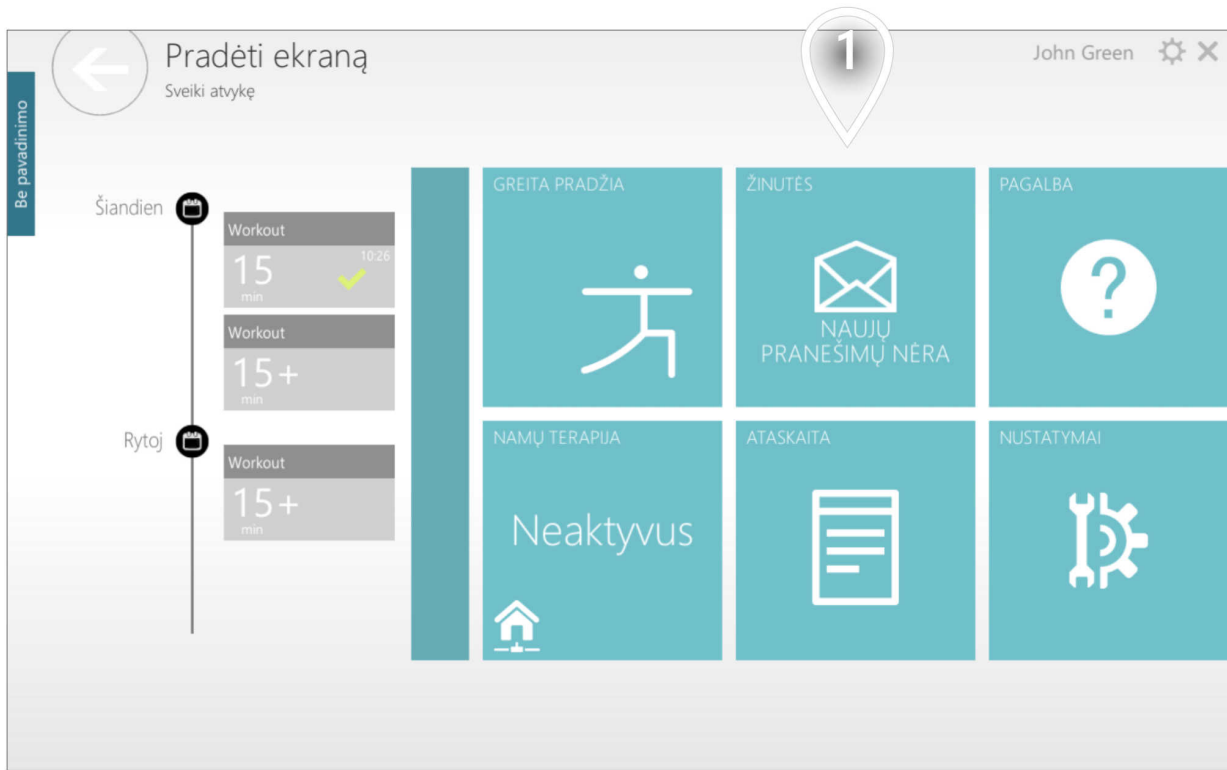 1
Pradėti ekraną
Sveiki atvykę
John Green
Be pavadinimo
Šiandien
Workout
10:26
15
min
Workout
15+
min
Rytoj
Workout
15+
min
GREITA PRADŽIA
ŽINUTĖS
NAUJŲ
PRANEŠIMŲ NĖRA
PAGALBA
?
NAMŲ TERAPIJA
Neaktyvus
ATASKAITA
NUSTATYMAI